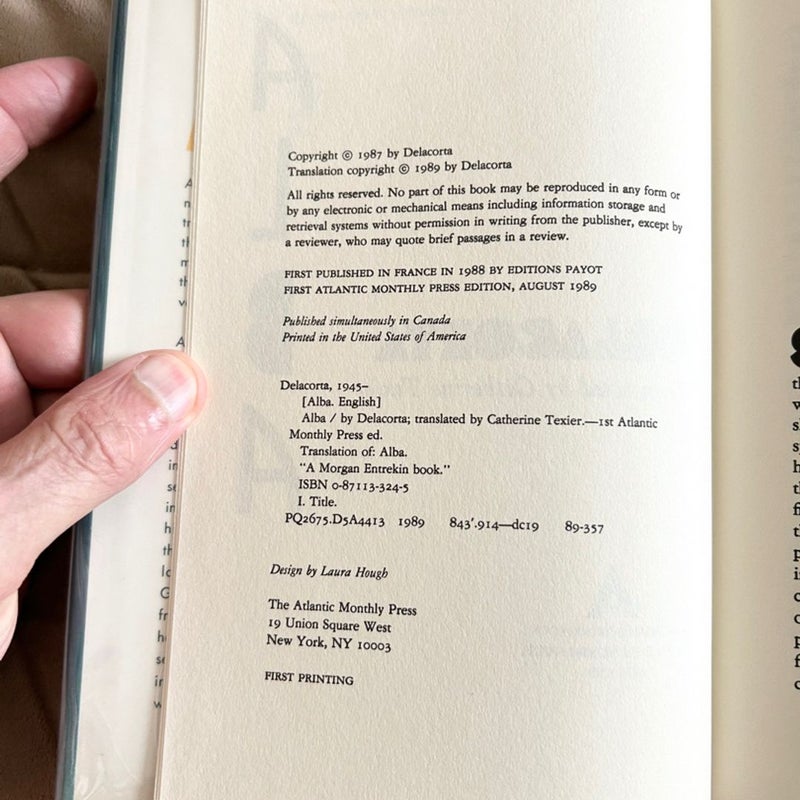 Copyright © 1987 by Delacorta
Translation copyright © 1989 by Delacorta
All rights reserved. No part of this book may be reproduced in any form or
by any electronic or mechanical means including information storage and
retrieval systems without permission in writing from the publisher, except by
a reviewer, who may quote brief passages in a review.
FIRST PUBLISHED IN FRANCE IN 1988 BY EDITIONS PAYOT
FIRST ATLANTIC MONTHLY PRESS EDITION, AUGUST 1989
Published simultaneously in Canada
Printed in the United States of America
Delacorta, 1945–
[Alba. English]
Alba / by Delacorta; translated by Catherine Texier.—1st Atlantic
Monthly Press ed.
Translation of: Alba.
"A Morgan Entrekin book."
ISBN 0-87113-324-5
I. Title.
PQ2675.D5A4413 1989 843'.914—dc19 89-357
Design by Laura Hough
The Atlantic Monthly Press
19 Union Square West
New York, NY 10003
FIRST PRINTING